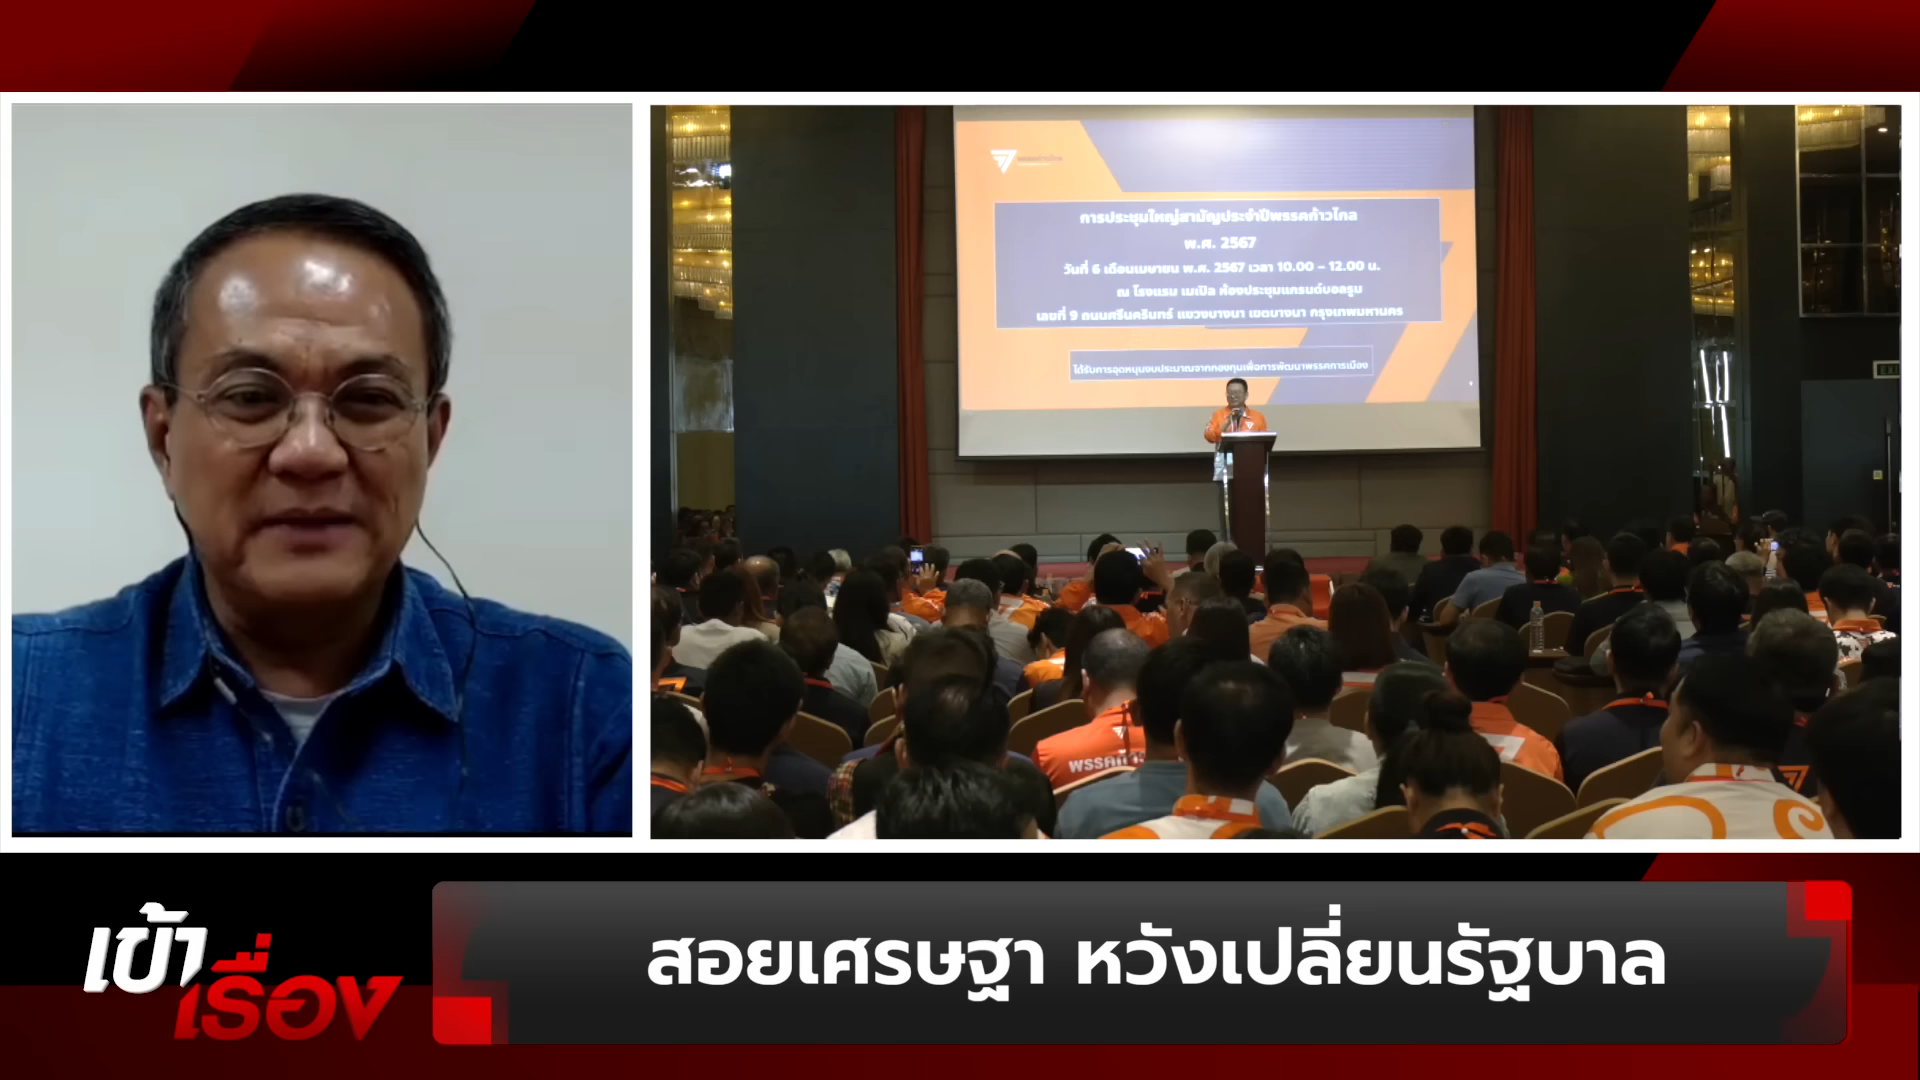 พรรคก้าวไกล
การประชุมใหญ่สามัญประจำปีพรรคก้าวไกล
พ.ศ. 2567
วันที่ 6 เดือนเมษายน พ.ศ. 2567 เวลา 10.00 – 12.00 น.
ณ โรงแรม เมเปิล ห้องประชุมแกรนด์บอลรูม
เลขที่ 9 ถนนศรีนครินทร์ แขวงบางนา เขตบางนา กรุงเทพมหานคร
ได้รับการอุดหนุนงบประมาณจากกองทุนเพื่อการพัฒนาพรรคการเมือง
เข้า
เรื่อง
สอยเศรษฐา หวังเปลี่ยนรัฐบาล